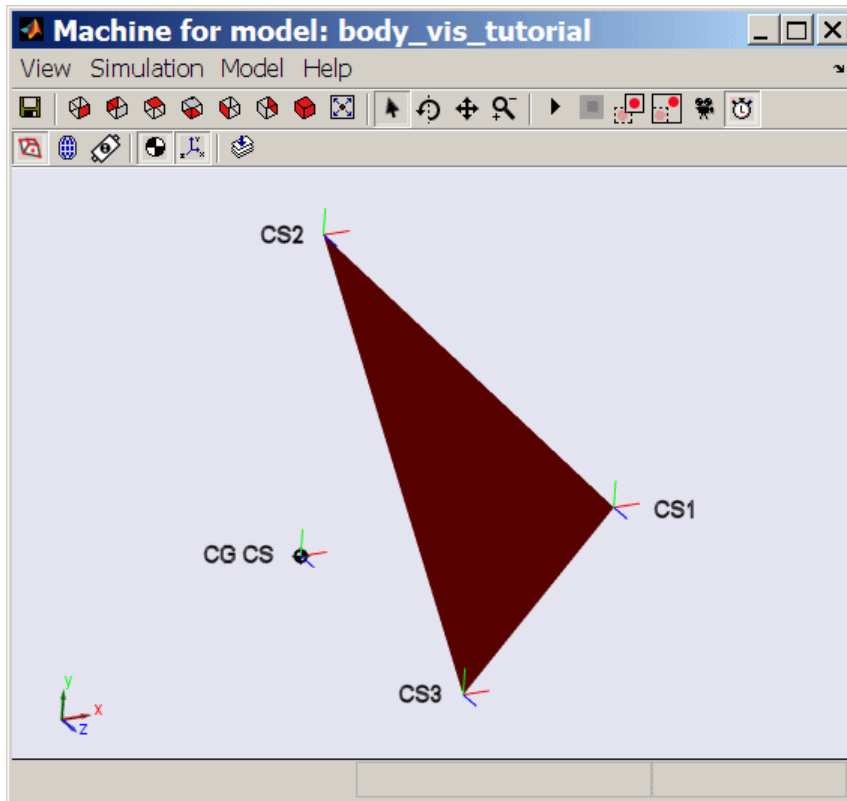 Machine for model: body_vis_tutorial
View Simulation Model Help
CS2
CS1
CG CS
CS3
y
x
z